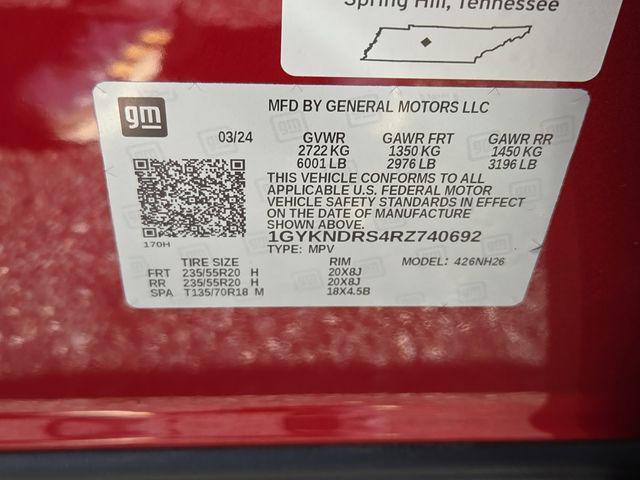 Spring Hill, Tennessee
gm
MFD BY GENERAL MOTORS LLC
03/24 GVWR GAWR FRT GAWR RR
2722 KG 1350 KG 1450 KG
6001 LB 2976 LB 3196 LB
THIS VEHICLE CONFORMS TO ALL
APPLICABLE U.S. FEDERAL MOTOR
VEHICLE SAFETY STANDARDS IN EFFECT
ON THE DATE OF MANUFACTURE
SHOWN ABOVE.
1GYKNDRS4RZ740692
170H
TYPE: MPV
TIRE SIZE RIM MODEL: 426NH26
FRT 235/55R20 H 20X8J
RR 235/55R20 H 20X8J
SPA T135/70R18 M 18X4.5B